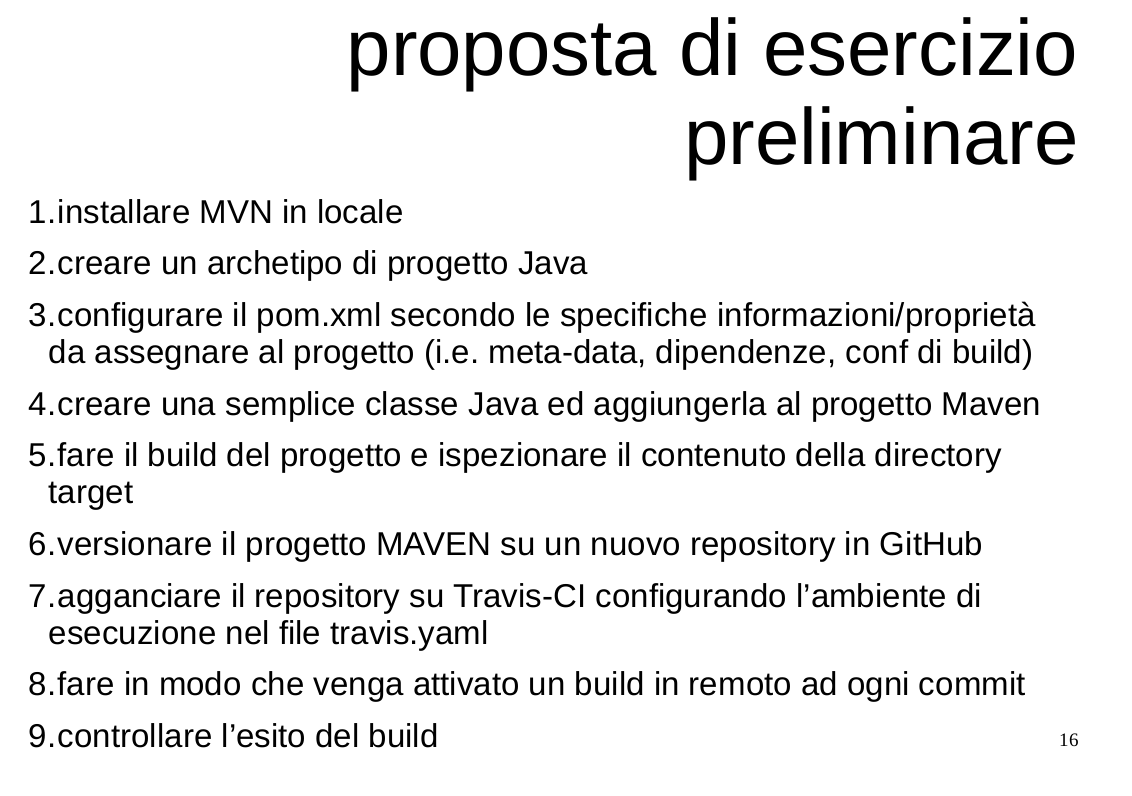 proposta di esercizio
preliminare
1.installare MVN in locale
2.creare un archetipo di progetto Java
3.configurare il pom.xml secondo le specifiche informazioni/proprietà
da assegnare al progetto (i.e. meta-data, dipendenze, conf di build)
4.creare una semplice classe Java ed aggiungerla al progetto Maven
5.fare il build del progetto e ispezionare il contenuto della directory
target
6.versionare il progetto MAVEN su un nuovo repository in GitHub
7.agganciare il repository su Travis-CI configurando l’ambiente di
esecuzione nel file travis.yaml
8.fare in modo che venga attivato un build in remoto ad ogni commit
9.controllare l’esito del build
16